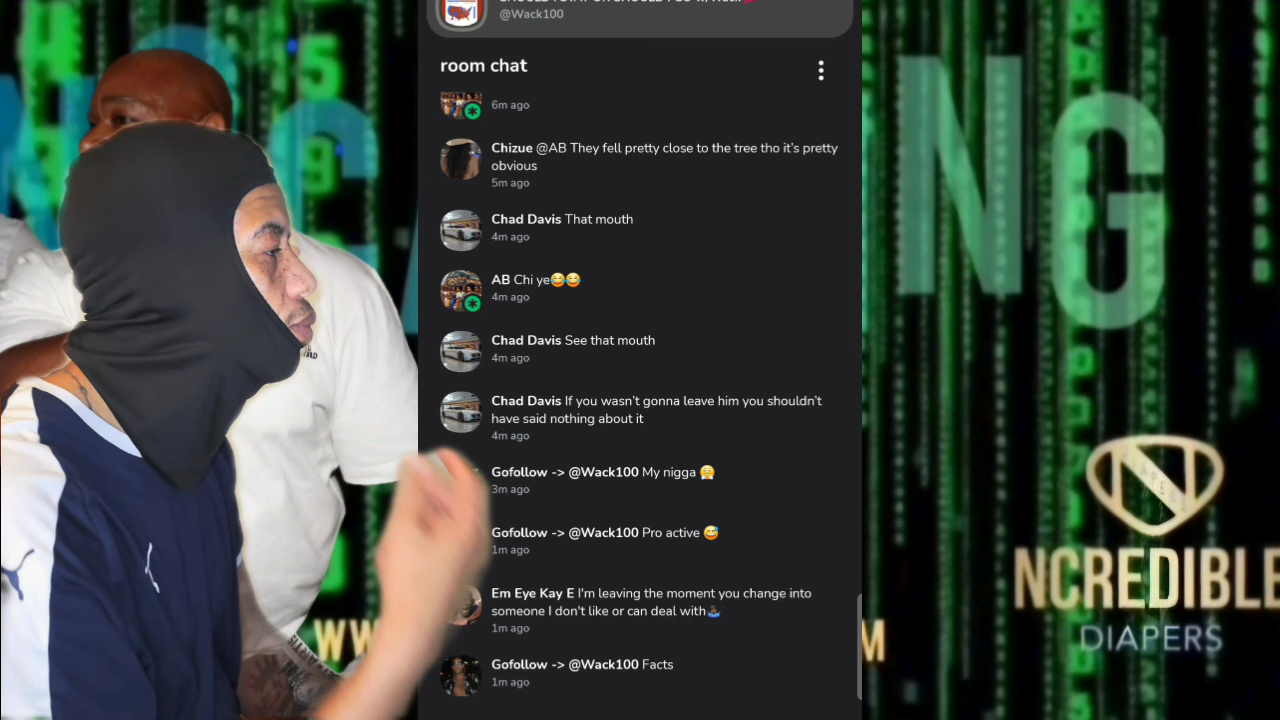 @Wack100
room chat
6m ago
Chizue @AB They fell pretty close to the tree tho it's pretty
obvious
5m ago
Chad Davis That mouth
4m ago
AB Chi ye😂😂
4m ago
Chad Davis See that mouth
4m ago
Chad Davis If you wasn't gonna leave him you shouldn't
have said nothing about it
4m ago
Gofollow -> @Wack100 My nigga 😤
3m ago
Gofollow -> @Wack100 Pro active 😅
1m ago
Em Eye Kay E I'm leaving the moment you change into
someone I don't like or can deal with
1m ago
Gofollow -> @Wack100 Facts
1m ago
NG
NCREDIBLE
DIAPERS